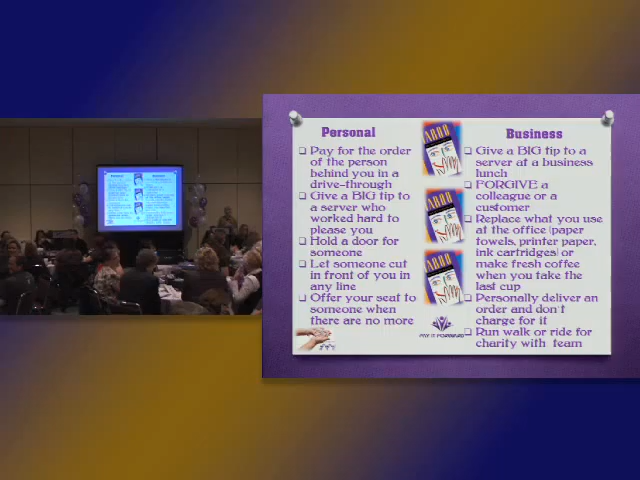 Personal
❏ Pay for the order
of the person
behind you in a
drive-through
❏ Give a BIG tip to
a server who
worked hard to
please you
❏ Hold a door for
someone
❏ Let someone cut
in front of you in
any line
❏ Offer your seat to
someone when
there are no more
Business
❏ Give a BIG tip to a
server at a business
lunch
❏ FORGIVE a
colleague or a
customer
❏ Replace what you use
at the office (paper
towels, printer paper,
ink cartridges) or
make fresh coffee
when you take the
last cup
❏ Personally deliver an
order and don't
charge for it
❏ Run walk or ride for
charity with team
PAY IT FORWARD